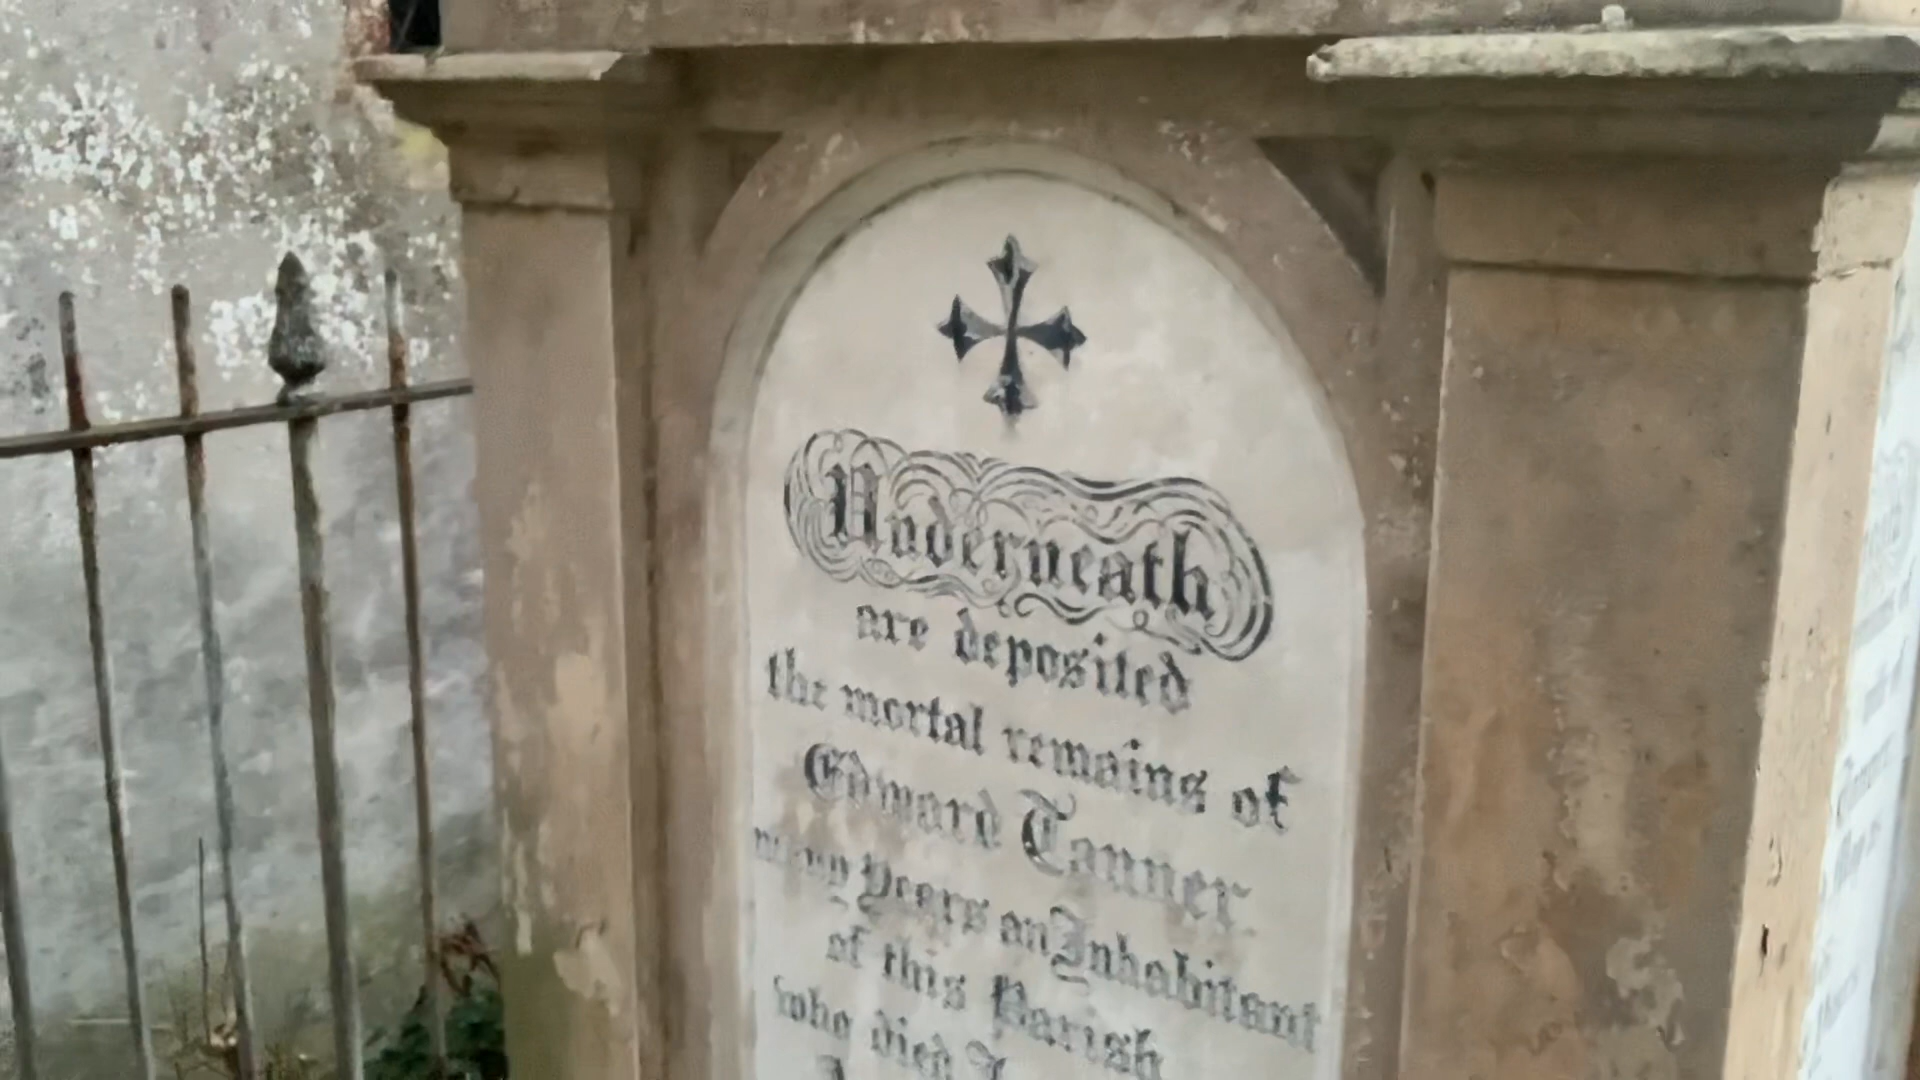 Underneath
are deposited
the mortal remains of
Edward Tanner
many Years an Inhabitant
of this Parish
who died